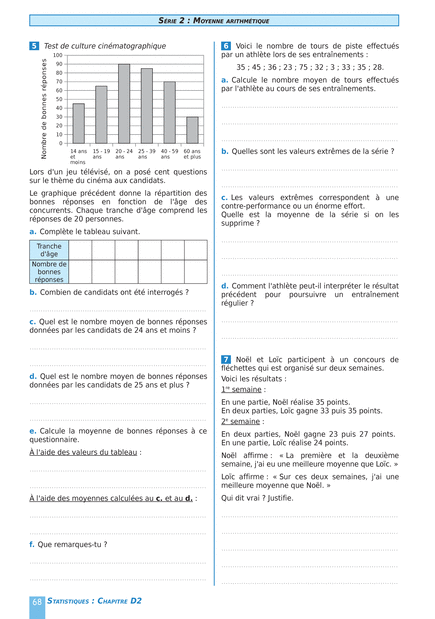 Série 2 : Moyenne arithmétique
5 Test de culture cinématographique
Nombre de bonnes réponses
100
90
80
70
60
50
40
30
20
10
0
14 ans et moins
15 - 19 ans
20 - 24 ans
25 - 35 ans
40 - 59 ans
60 ans et plus
Lors d'un jeu télévisé, on a posé cent questions
sur le thème du cinéma aux candidats.
Le graphique précédent donne la répartition des
bonnes réponses en fonction de l'âge des
concurrents. Chaque tranche d'âge comprend les
réponses de 20 personnes.
a. Complète le tableau suivant.
Tranche
d'âge
Nombre de
bonnes
réponses
b. Combien de candidats ont été interrogés ?
c. Quel est le nombre moyen de bonnes réponses
données par les candidats de 24 ans et moins ?
d. Quel est le nombre moyen de bonnes réponses
données par les candidats de 25 ans et plus ?
e. Calcule la moyenne de bonnes réponses à ce
questionnaire.
À l'aide des valeurs du tableau :
À l'aide des moyennes calculées au c. et au d. :
f. Que remarques-tu ?
6 Voici le nombre de tours de piste effectués
par un athlète lors de ses entraînements :
35 ; 45 ; 36 ; 23 ; 75 ; 32 ; 3 ; 33 ; 35 ; 28.
a. Calcule le nombre moyen de tours effectués
par l'athlète au cours de ses entraînements.
b. Quelles sont les valeurs extrêmes de la série ?
c. Les valeurs extrêmes correspondent à une
contre-performance ou un énorme effort.
Quelle est la moyenne de la série si on les
supprime ?
d. Comment l'athlète peut-il interpréter le résultat
précédent pour poursuivre un entraînement
régulier ?
7 Noël et Loïc participent à un concours de
fléchettes qui est organisé sur deux semaines.
Voici les résultats :
1re semaine :
En une partie, Noël réalise 35 points.
En deux parties, Loïc gagne 33 puis 35 points.
2e semaine :
En deux parties, Noël gagne 23 puis 27 points.
En une partie, Loïc réalise 24 points.
Noël affirme : « La première et la deuxième
semaine, j'ai eu une meilleure moyenne que Loïc. »
Loïc affirme : « Sur ces deux semaines, j'ai une
meilleure moyenne que Noël. »
Qui dit vrai ? Justifie.
68 Statistiques : Chapitre D2